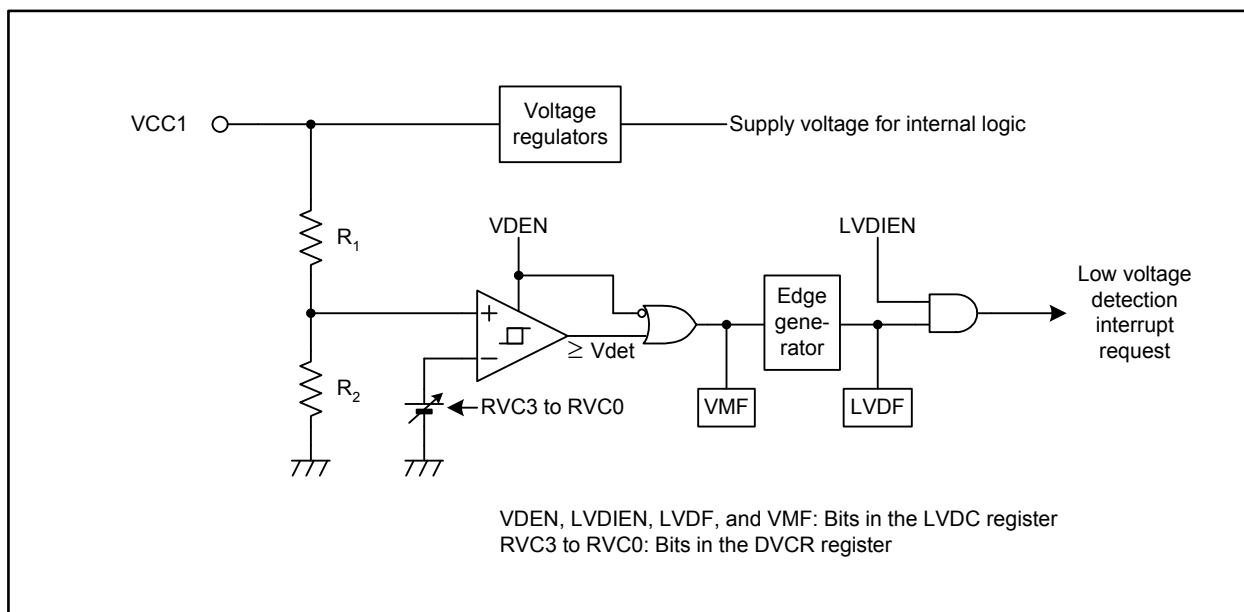 VCC1
Voltage
regulators
Supply voltage for internal logic
R1
VDEN
LVDIEN
+
−
≥ Vdet
Edge
gene-
rator
Low voltage
detection
interrupt
request
R2
RVC3 to RVC0
VMF
LVDF
VDEN, LVDIEN, LVDF, and VMF: Bits in the LVDC register
RVC3 to RVC0: Bits in the DVCR register